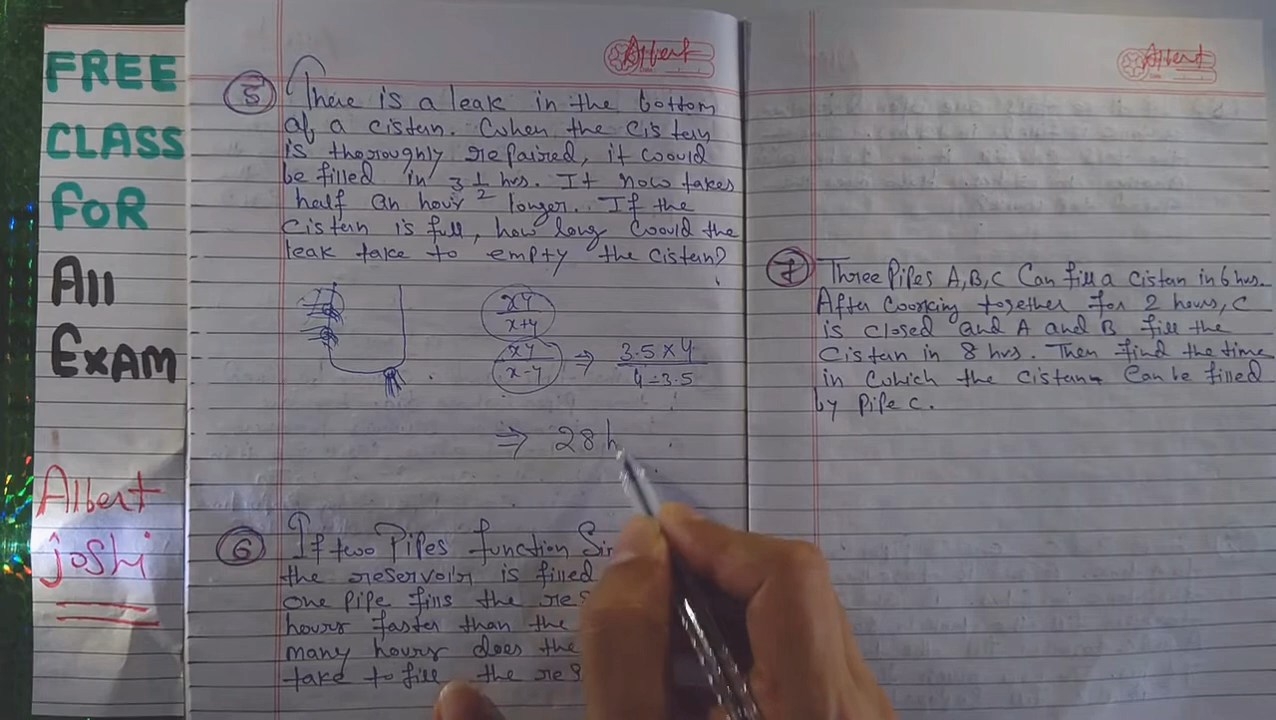 FREE
CLASS
FOR
All
ExAM
Albert
joshi
Albert
5 There is a leak in the bottom
of a cistern. When the cistern
is thoroughly repaired, it would
be filled in 3 1/2 hrs. It now takes
half an hour longer. If the
cistern is full, how long would the
leak take to empty the cistern?
xy / x+y
xy / x-y ⇒ 3.5 × 4 / 4-3.5
⇒ 28 h
6 If two Pipes function
the reservoir is filled
one pipe fills the
hours faster than the
many hours does the
take to fill the
Albert
7 Three Pipes A,B,C Can fill a cistern in 6 hrs.
After working together for 2 hours, C
is closed and A and B fill the
cistern in 8 hrs. Then find the time
in which the cistern can be filled
by pipe C.